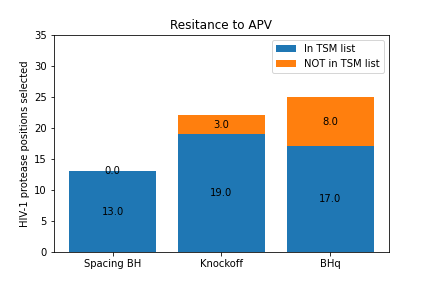 Resitance to APV
In TSM list
NOT in TSM list
HIV-1 protease positions selected
35
30
25
20
15
10
5
0
0.0
13.0
3.0
19.0
8.0
17.0
Spacing BH
Knockoff
BHq